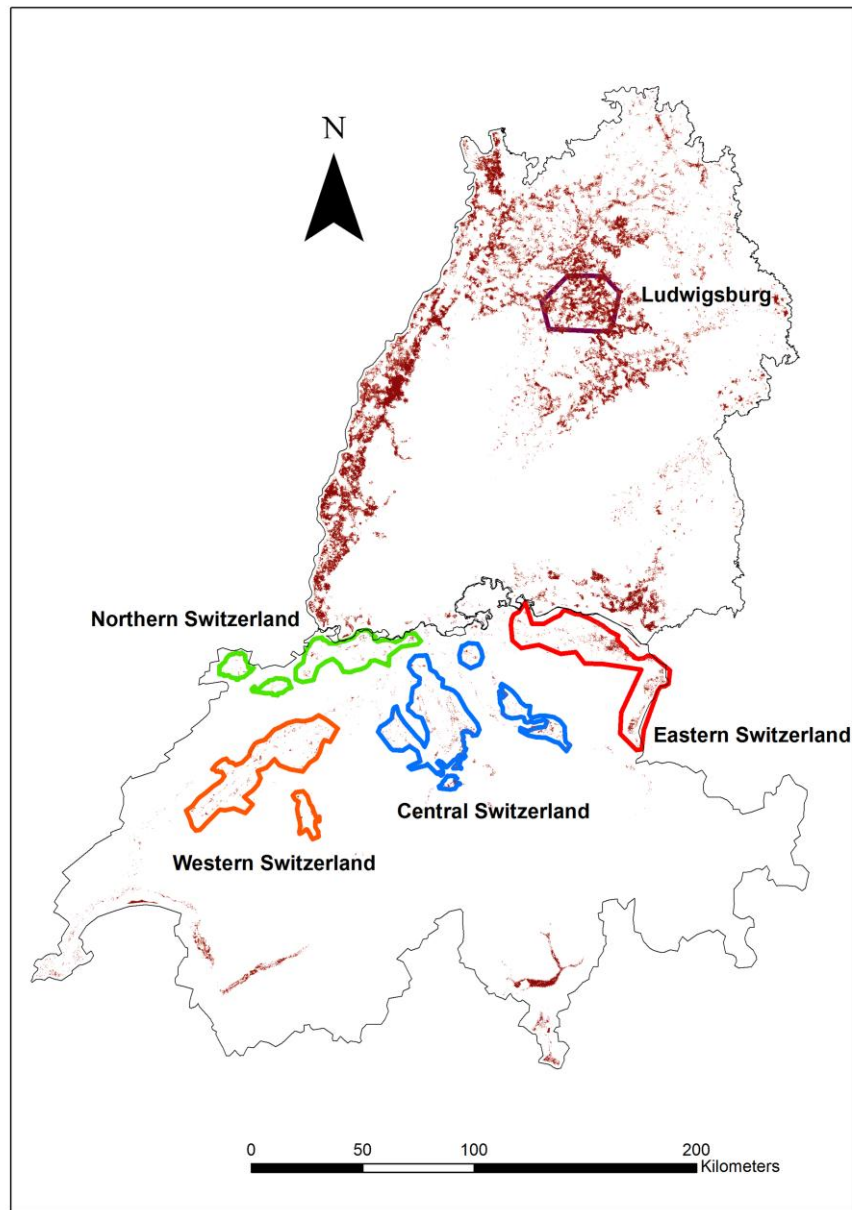 N
Ludwigsburg
Northern Switzerland
Eastern Switzerland
Central Switzerland
Western Switzerland
0 50 100 200
Kilometers